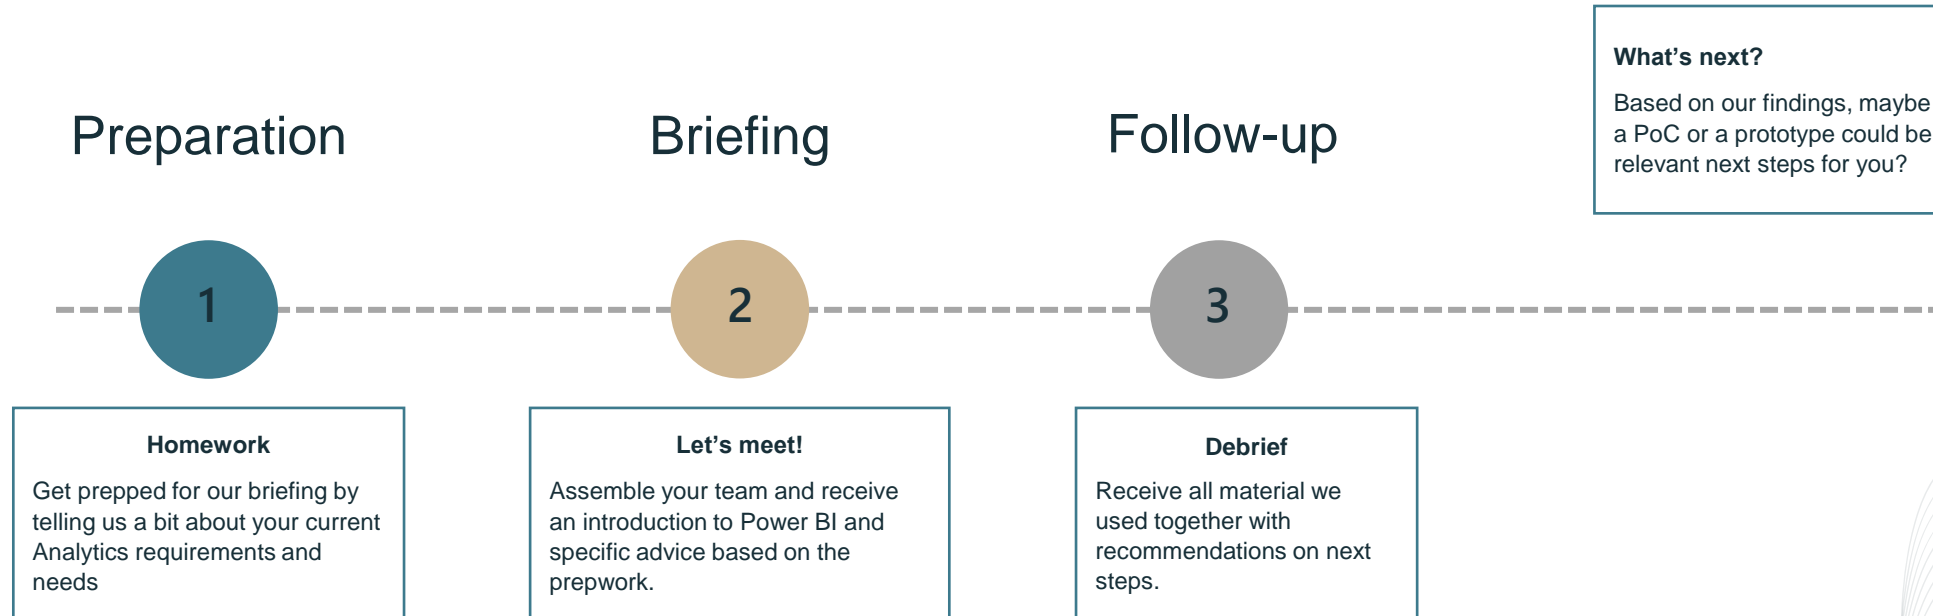 What's next?
Based on our findings, maybe
a PoC or a prototype could be
relevant next steps for you?
Preparation
Briefing
Follow-up
1
2
3
Homework
Get prepped for our briefing by
telling us a bit about your current
Analytics requirements and
needs
Let's meet!
Assemble your team and receive
an introduction to Power BI and
specific advice based on the
prepwork.
Debrief
Receive all material we
used together with
recommendations on next
steps.